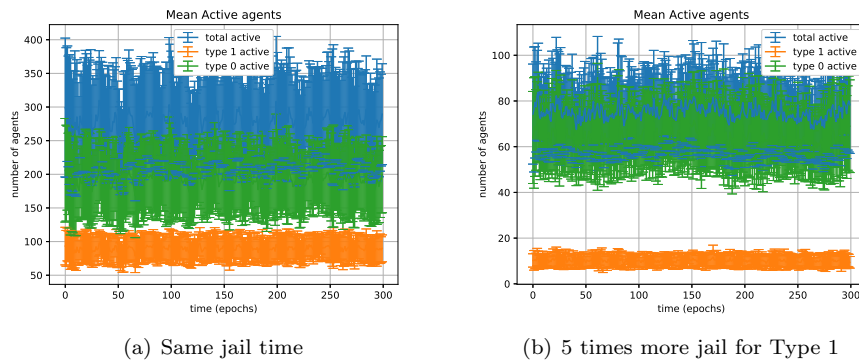 Mean Active agents
total active
type 1 active
type 0 active
400
350
300
250
200
150
100
50
number of agents
0 50 100 150 200 250 300
time (epochs)
(a) Same jail time
Mean Active agents
total active
type 1 active
type 0 active
100
80
60
40
20
0
number of agents
0 50 100 150 200 250 300
time (epochs)
(b) 5 times more jail for Type 1